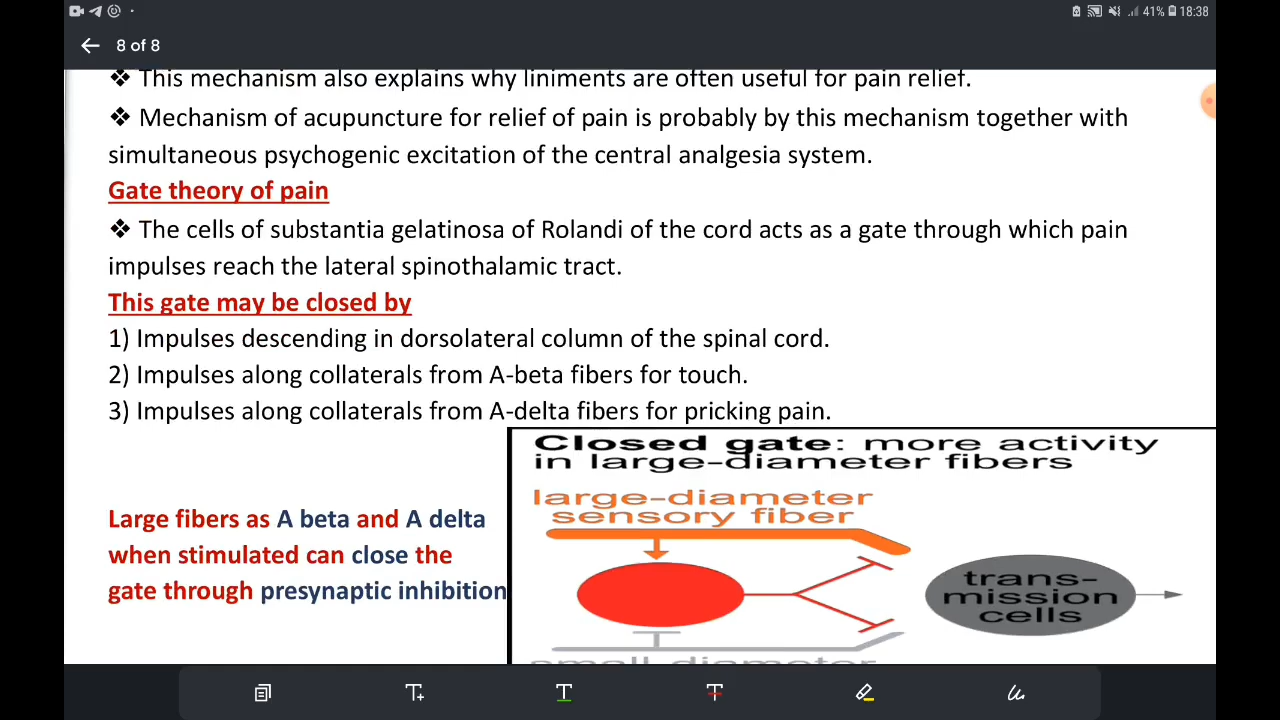 41% 18:38
8 of 8
❖ This mechanism also explains why liniments are often useful for pain relief.
❖ Mechanism of acupuncture for relief of pain is probably by this mechanism together with
simultaneous psychogenic excitation of the central analgesia system.
Gate theory of pain
❖ The cells of substantia gelatinosa of Rolandi of the cord acts as a gate through which pain
impulses reach the lateral spinothalamic tract.
This gate may be closed by
1) Impulses descending in dorsolateral column of the spinal cord.
2) Impulses along collaterals from A-beta fibers for touch.
3) Impulses along collaterals from A-delta fibers for pricking pain.
Large fibers as A beta and A delta
when stimulated can close the
gate through presynaptic inhibition
Closed gate: more activity
in large-diameter fibers
large-diameter
sensory fiber
trans-
mission
cells
small diameter